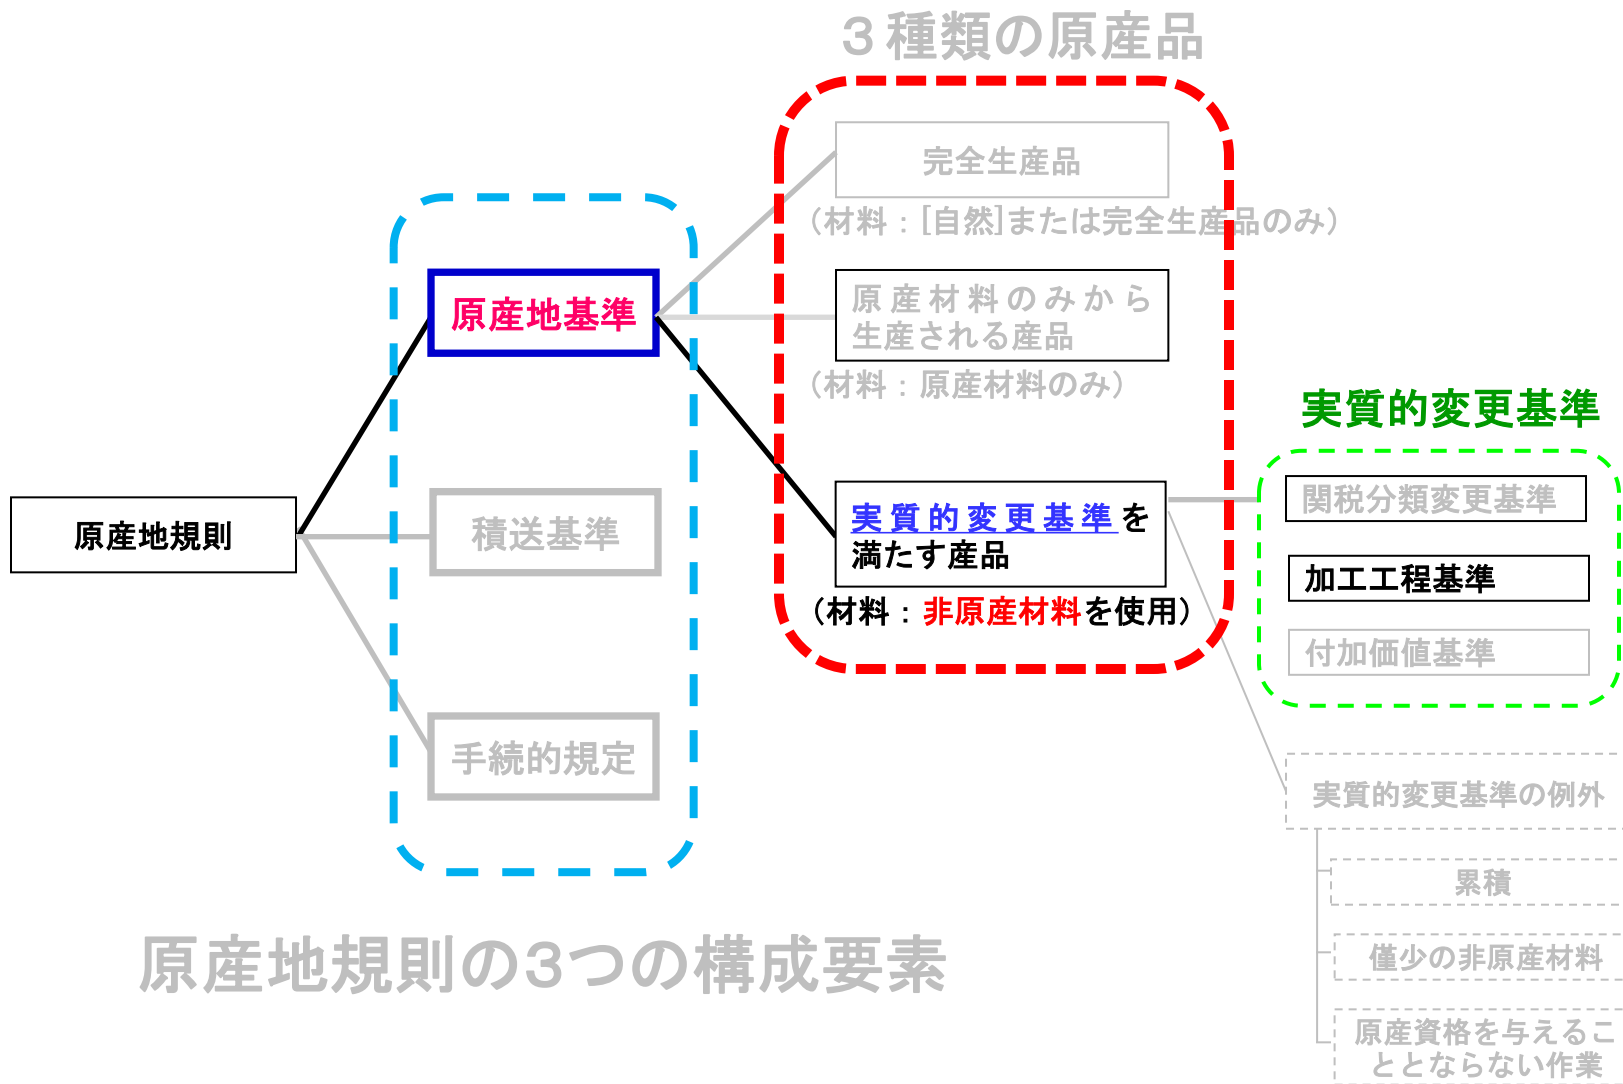 ３種類の原産品
完全生産品
（材料：[自然]または完全生産品のみ）
原産地基準
原産材料のみから
生産される産品
（材料：原産材料のみ）
実質的変更基準
関税分類変更基準
原産地規則
積送基準
実質的変更基準を
満たす産品
（材料：非原産材料を使用）
加工工程基準
付加価値基準
手続的規定
実質的変更基準の例外
累積
原産地規則の３つの構成要素
僅少の非原産材料
原産資格を与えるこ
ととならない作業